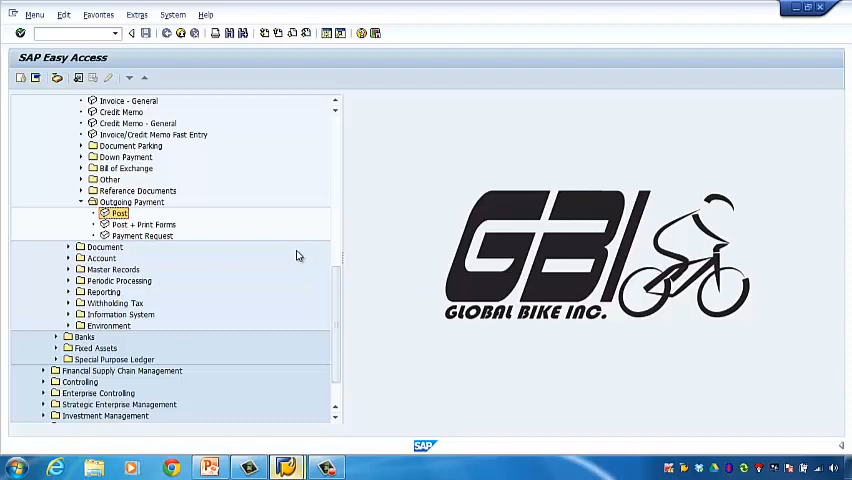 Menu Edit Favorites Extras System Help
SAP Easy Access
Invoice - General
Credit Memo
Credit Memo - General
Invoice/Credit Memo Fast Entry
Document Parking
Down Payment
Bill of Exchange
Other
Reference Documents
Outgoing Payment
Post
Post + Print Forms
Payment Request
Document
Account
Master Records
Periodic Processing
Reporting
Withholding Tax
Information System
Environment
Banks
Fixed Assets
Special Purpose Ledger
Financial Supply Chain Management
Controlling
Enterprise Controlling
Strategic Enterprise Management
Investment Management
GBI
GLOBAL BIKE INC.
SAP